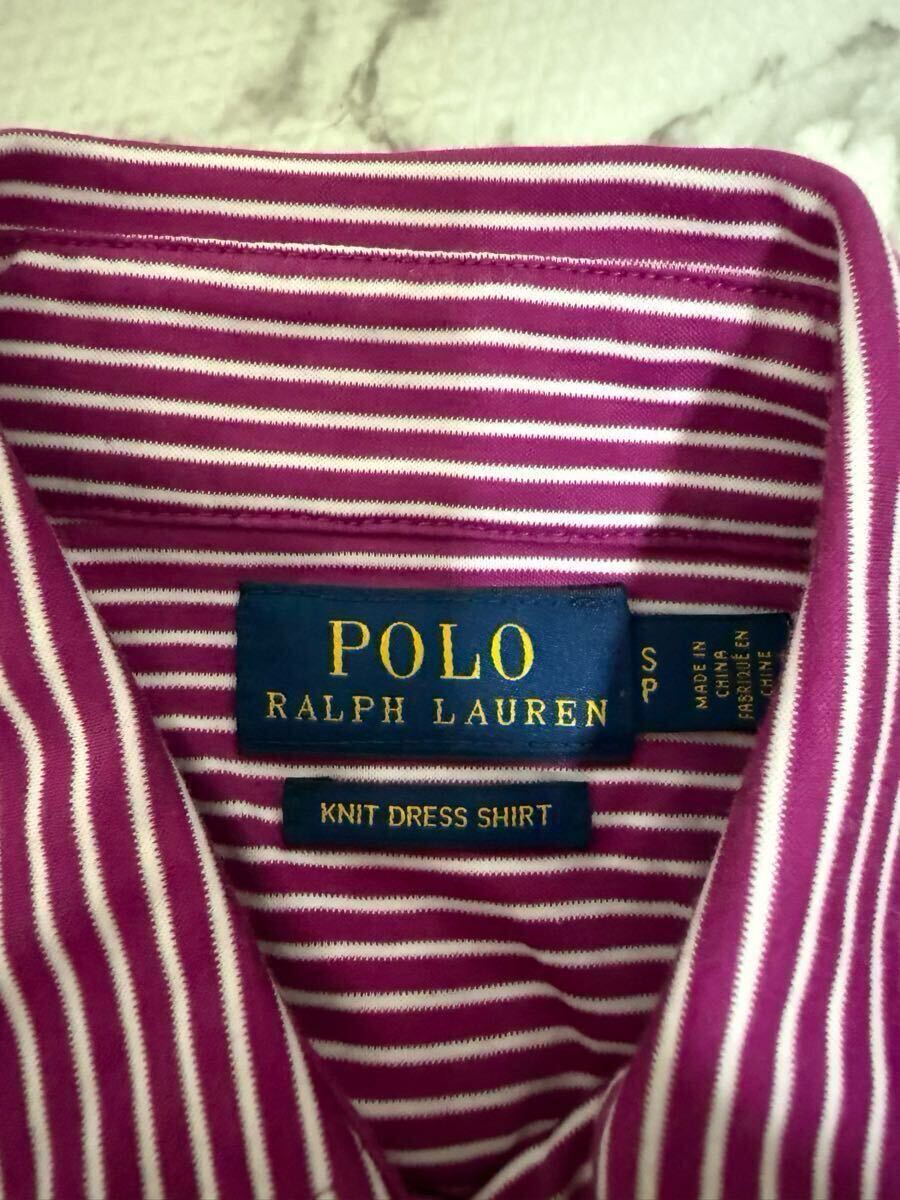 POLO
RALPH LAUREN
S
P
MADE IN
CHINA
FABRIQUÉ EN
CHINE
KNIT DRESS SHIRT